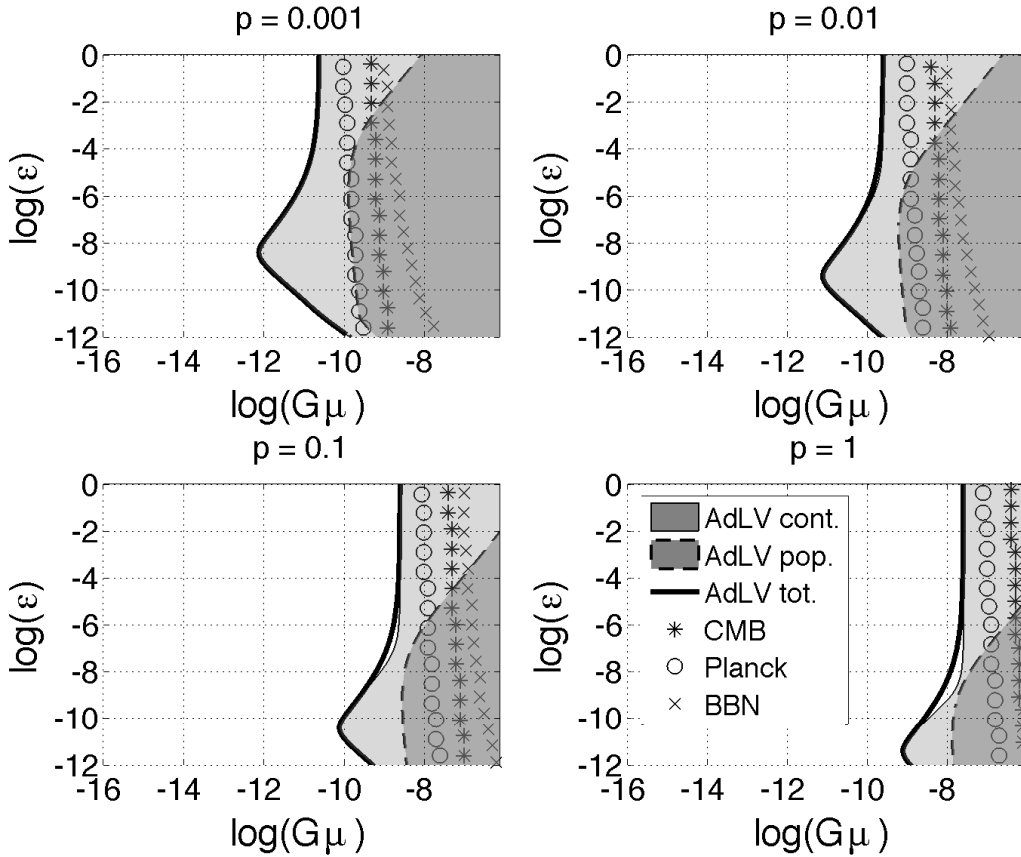 p = 0.001
0
-2
-4
-6
-8
-10
-12
log(ε)
-16 -14 -12 -10 -8
log(Gμ)
p = 0.01
0
-2
-4
-6
-8
-10
-12
log(ε)
-16 -14 -12 -10 -8
log(Gμ)
p = 0.1
0
-2
-4
-6
-8
-10
-12
log(ε)
-16 -14 -12 -10 -8
log(Gμ)
p = 1
0
-2
-4
-6
-8
-10
-12
log(ε)
AdLV cont.
AdLV pop.
AdLV tot.
CMB
Planck
BBN
-16 -14 -12 -10 -8
log(Gμ)